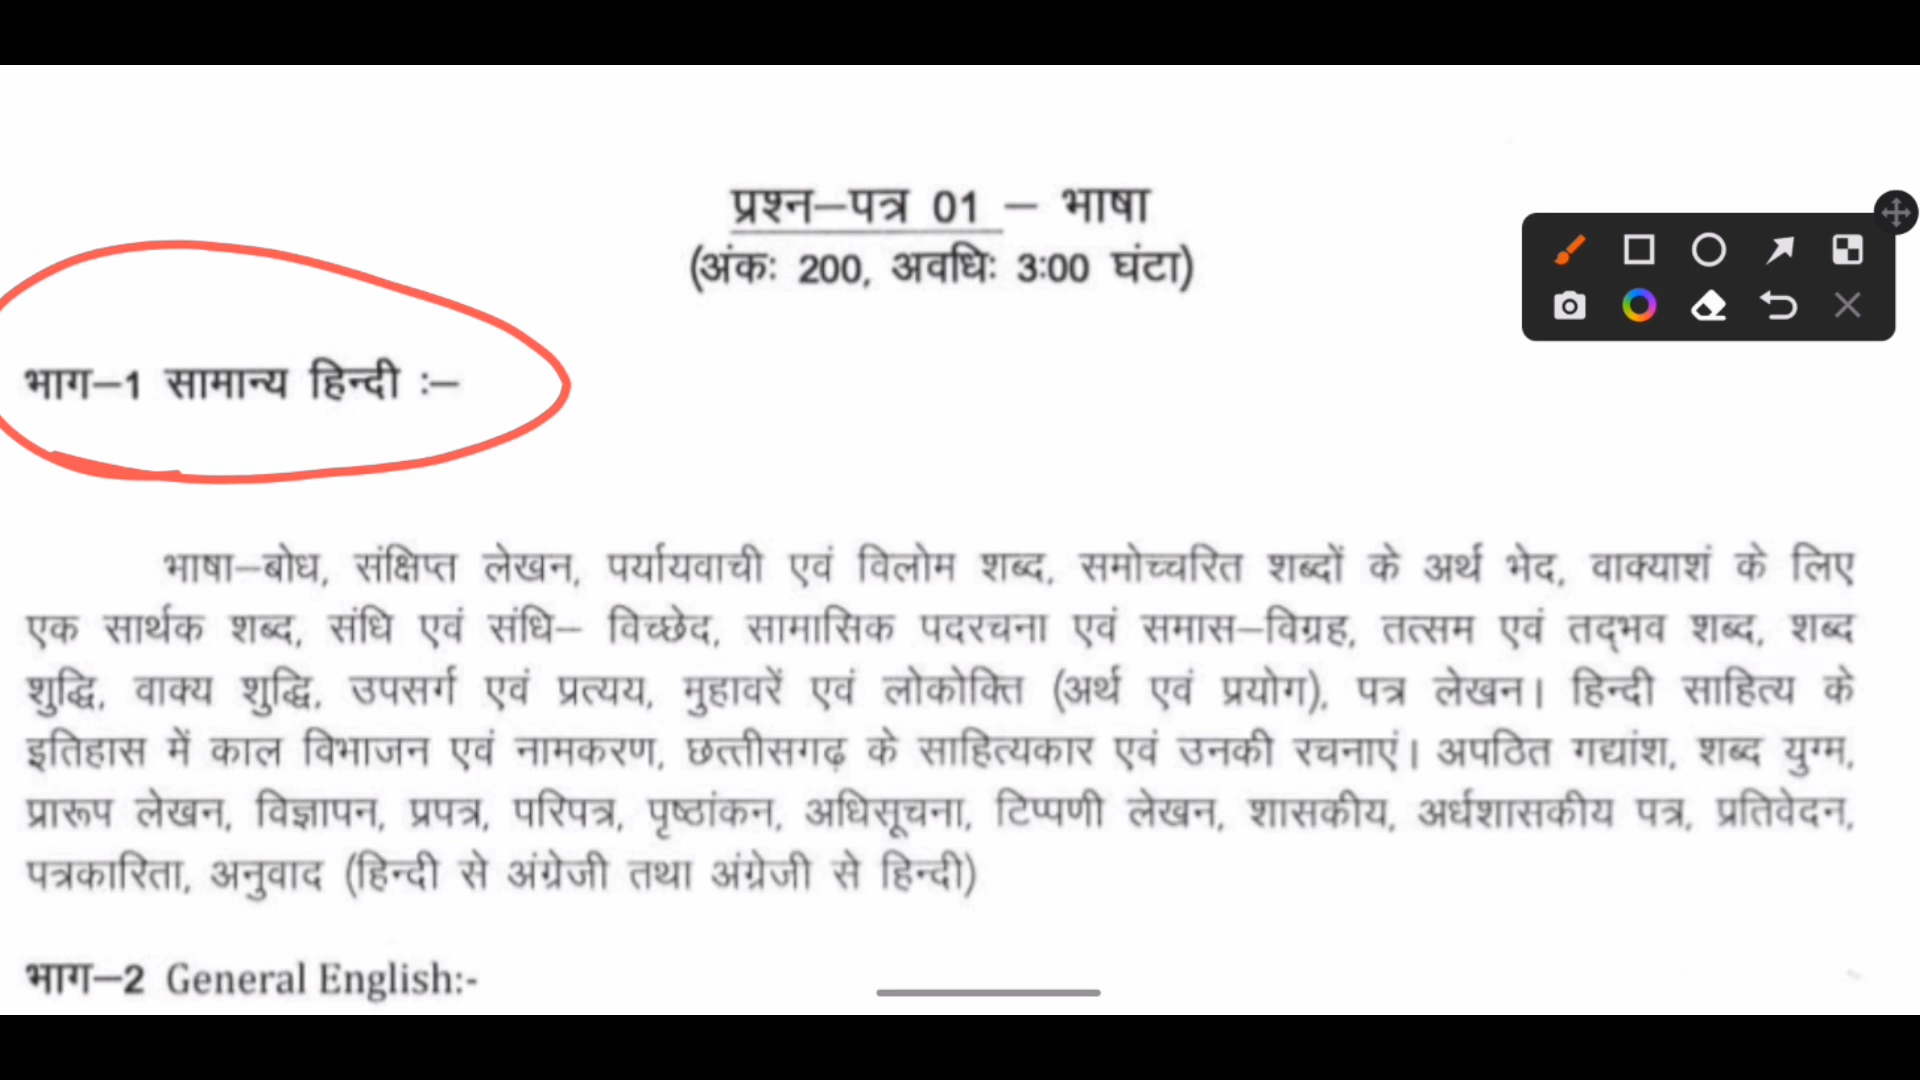 प्रश्न–पत्र 01 – भाषा
(अंकः 200, अवधिः 3:00 घंटा)
भाग–1 सामान्य हिन्दी :–
भाषा–बोध, संक्षिप्त लेखन, पर्यायवाची एवं विलोम शब्द, समोच्चरित शब्दों के अर्थ भेद, वाक्याशं के लिए
एक सार्थक शब्द, संधि एवं संधि– विच्छेद, सामासिक पदरचना एवं समास–विग्रह, तत्सम एवं तद्‌भव शब्द, शब्द
शुद्धि, वाक्य शुद्धि, उपसर्ग एवं प्रत्यय, मुहावरें एवं लोकोक्ति (अर्थ एवं प्रयोग), पत्र लेखन। हिन्दी साहित्य के
इतिहास में काल विभाजन एवं नामकरण, छत्तीसगढ़ के साहित्यकार एवं उनकी रचनाएं। अपठित गद्यांश, शब्द युग्म,
प्रारूप लेखन, विज्ञापन, प्रपत्र, परिपत्र, पृष्ठांकन, अधिसूचना, टिप्पणी लेखन, शासकीय, अर्धशासकीय पत्र, प्रतिवेदन,
पत्रकारिता, अनुवाद (हिन्दी से अंग्रेजी तथा अंग्रेजी से हिन्दी)
भाग–2 General English:-